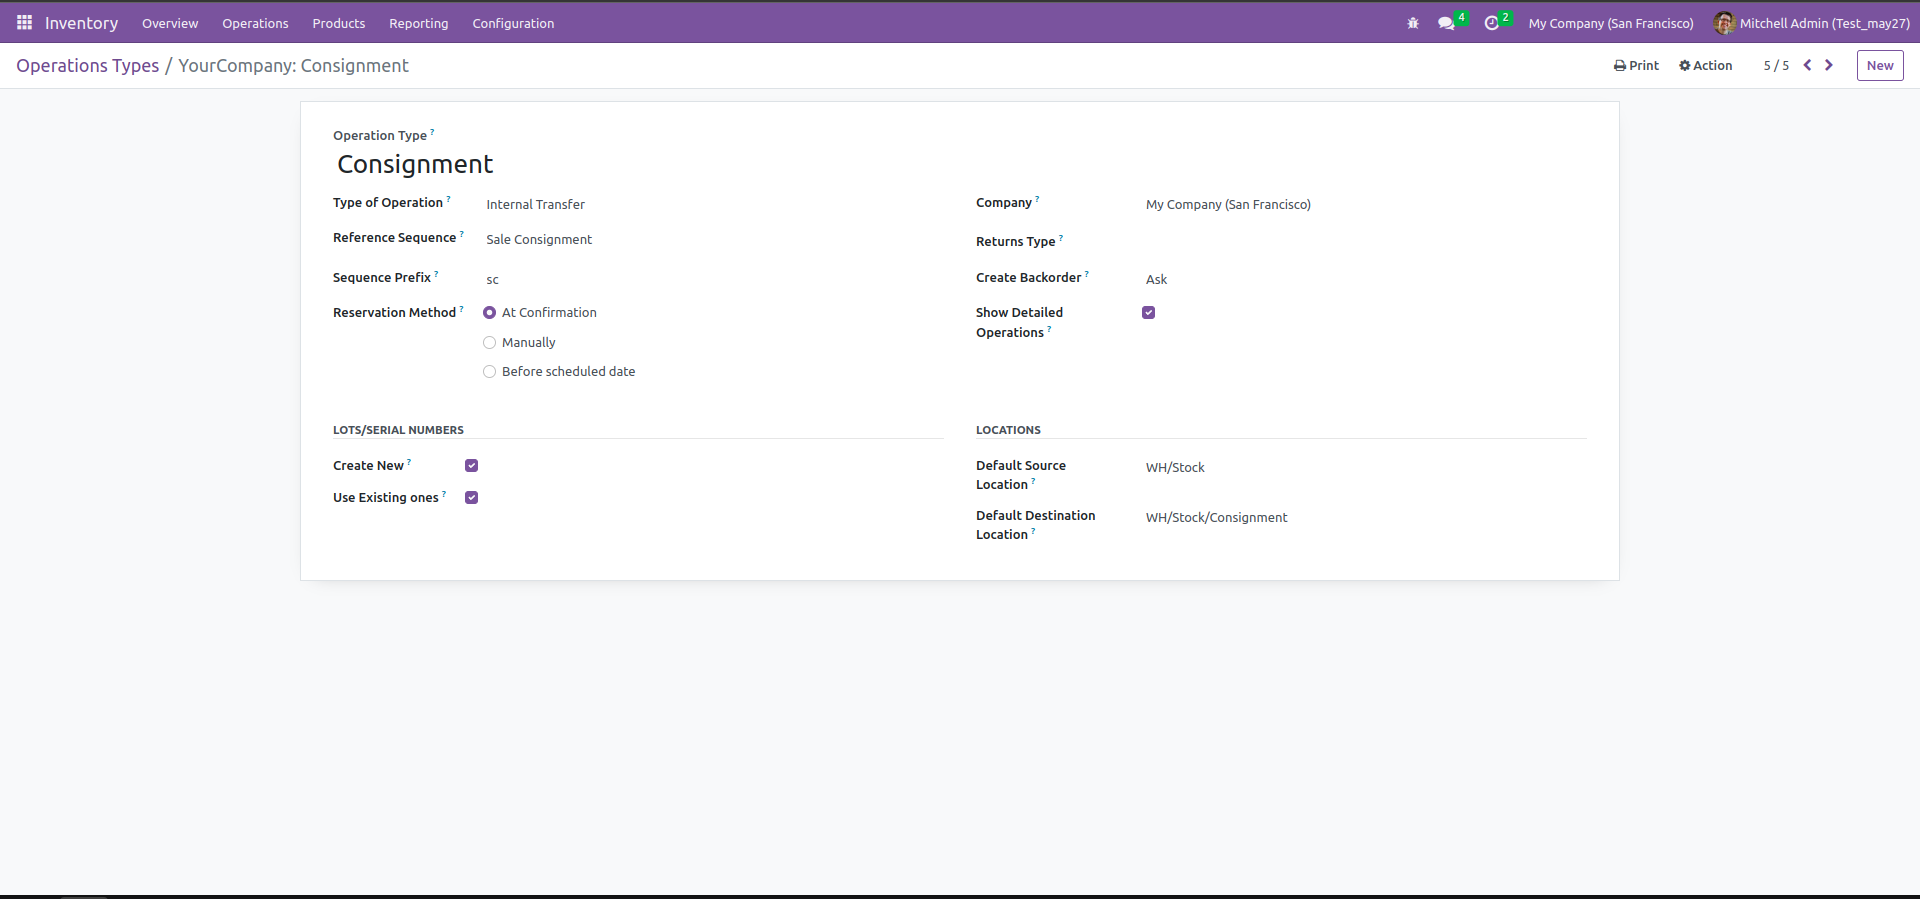 Inventory Overview Operations Products Reporting Configuration 4 2 My Company (San Francisco) Mitchell Admin (Test_may27)
Operations Types / YourCompany: Consignment Print Action 5 / 5 New
Operation Type ?
Consignment
Type of Operation ? Internal Transfer
Reference Sequence ? Sale Consignment
Sequence Prefix ? sc
Reservation Method ? At Confirmation
Manually
Before scheduled date
Company ? My Company (San Francisco)
Returns Type ?
Create Backorder ? Ask
Show Detailed
Operations ?
LOTS/SERIAL NUMBERS
Create New ?
Use Existing ones ?
LOCATIONS
Default Source
Location ? WH/Stock
Default Destination
Location ? WH/Stock/Consignment